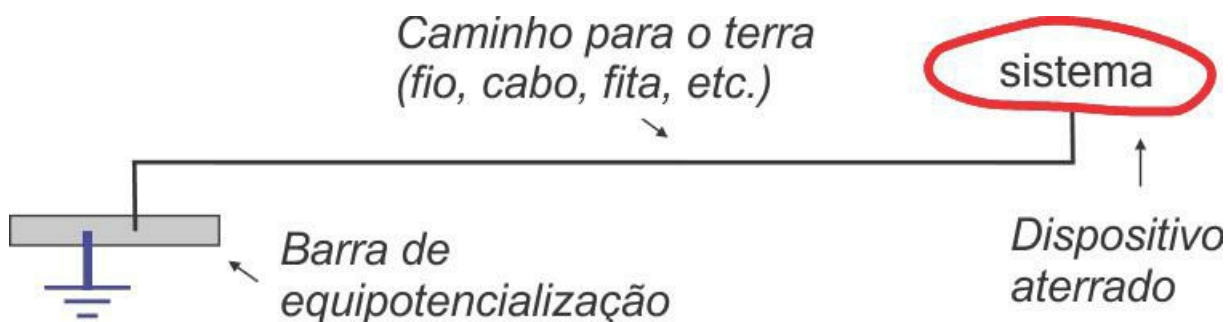 Caminho para o terra
(fio, cabo, fita, etc.)
sistema
Barra de
equipotencialização
Dispositivo
aterrado